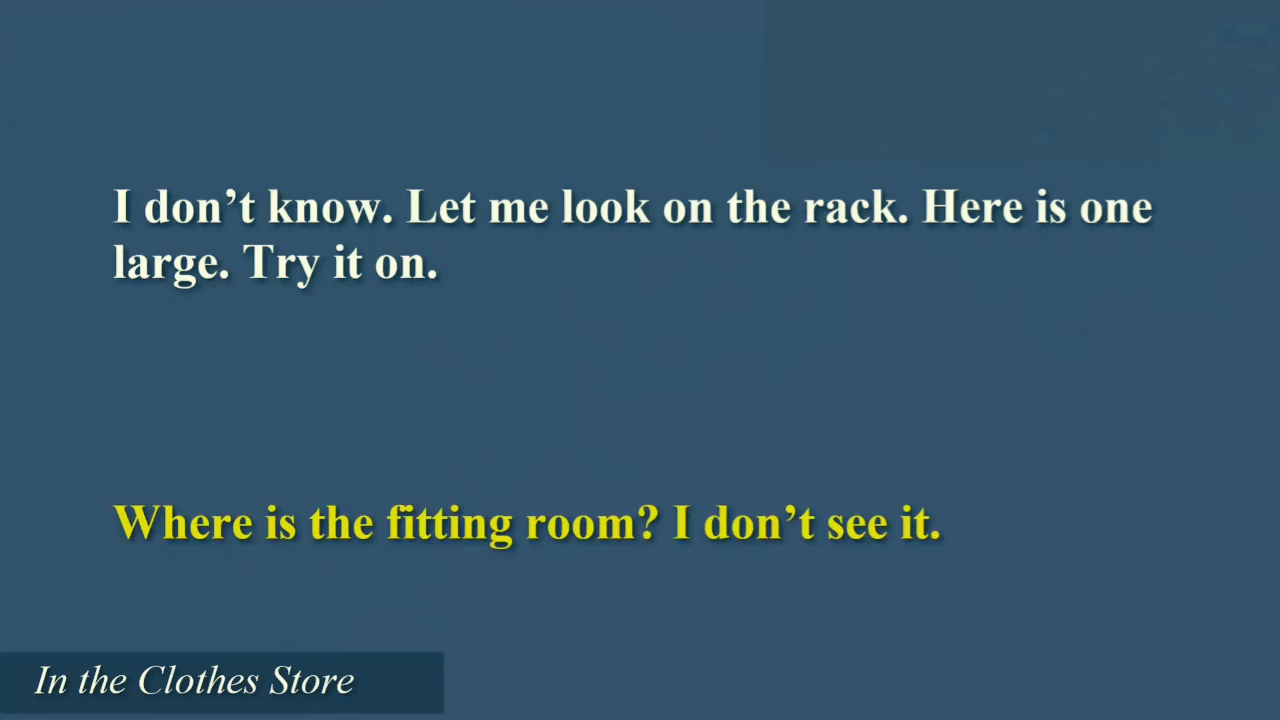 I don’t know. Let me look on the rack. Here is one
large. Try it on.
Where is the fitting room? I don’t see it.
In the Clothes Store